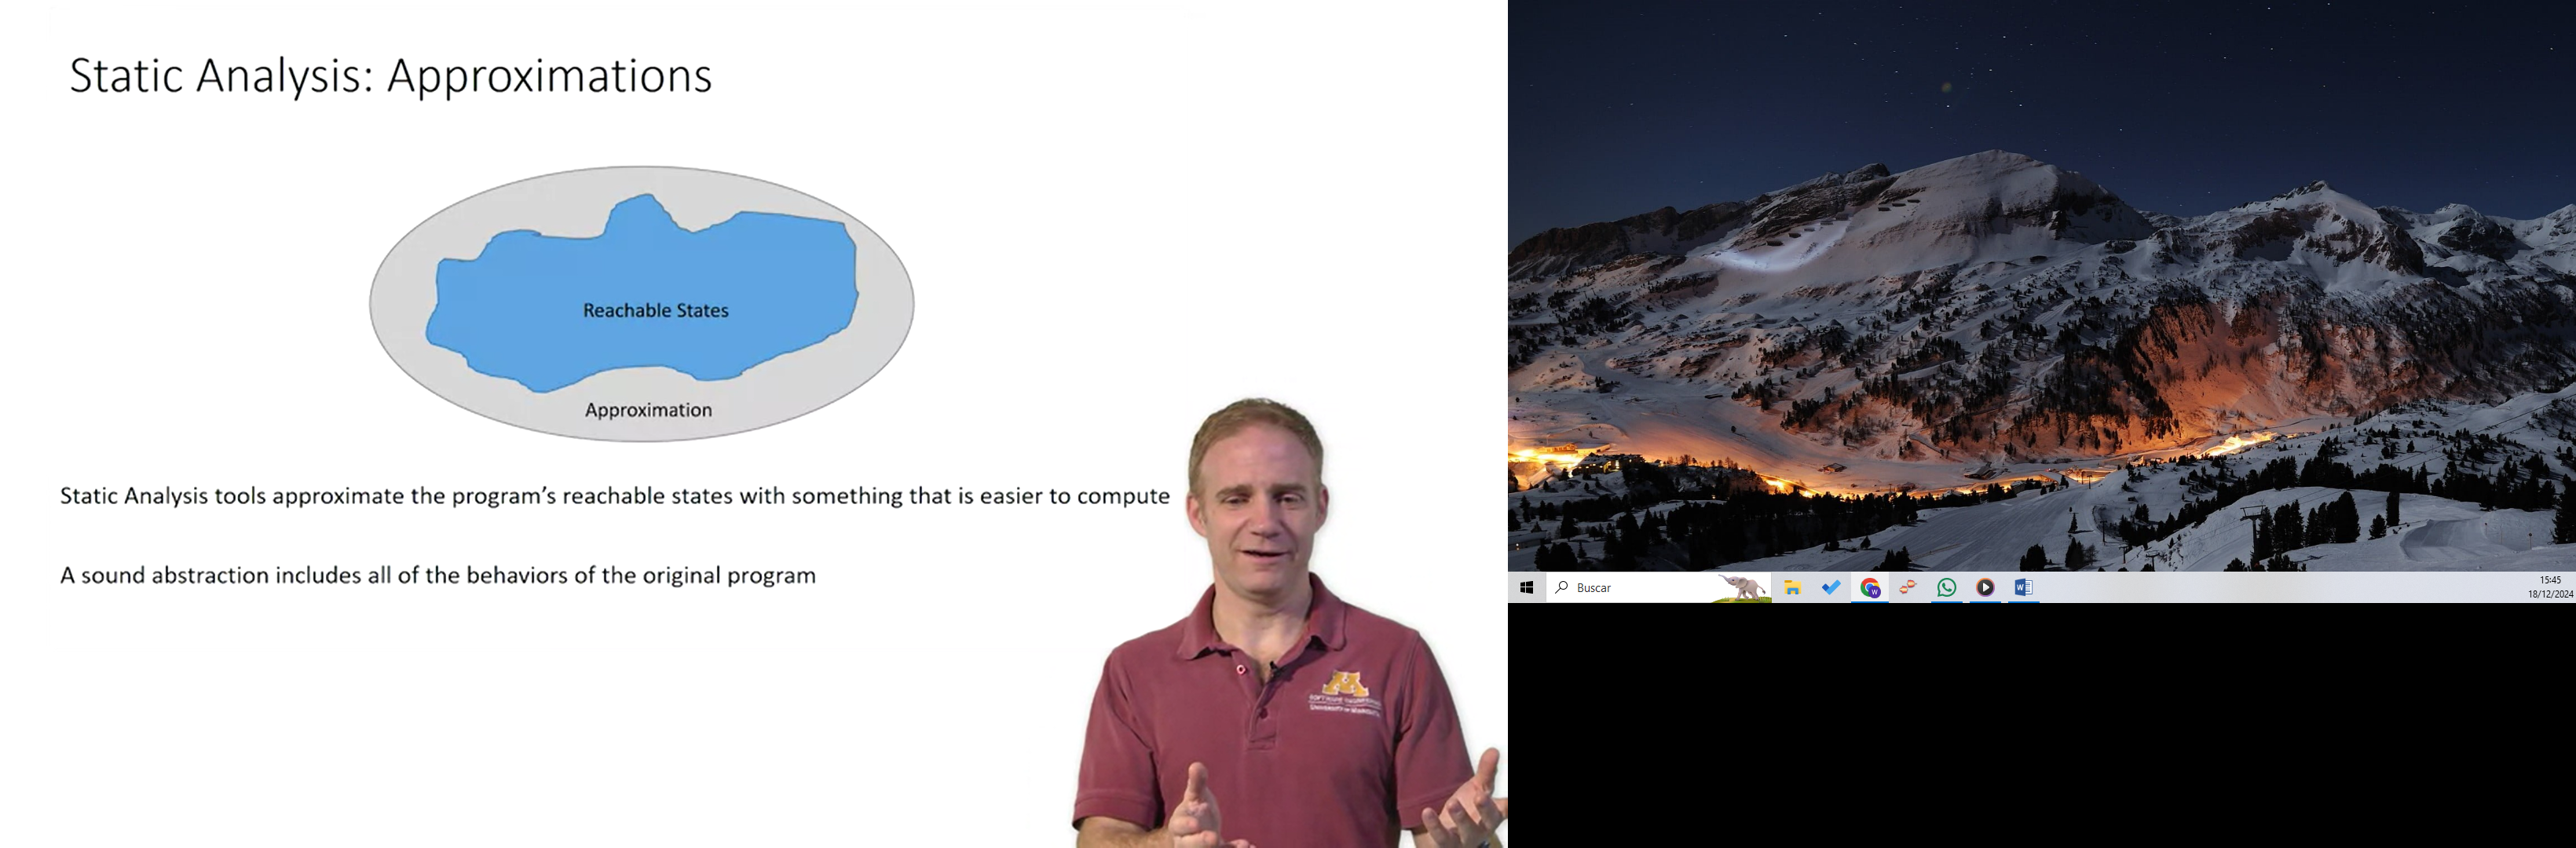 Static Analysis: Approximations
Reachable States
Approximation
Static Analysis tools approximate the program's reachable states with something that is easier to compute
A sound abstraction includes all of the behaviors of the original program
M
Buscar
W
W
15:45
18/12/2024